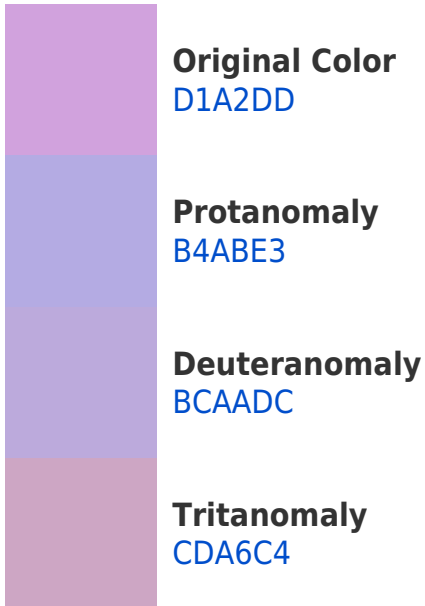 Original Color
D1A2DD
Protanomaly
B4ABE3
Deuteranomaly
BCAADC
Tritanomaly
CDA6C4